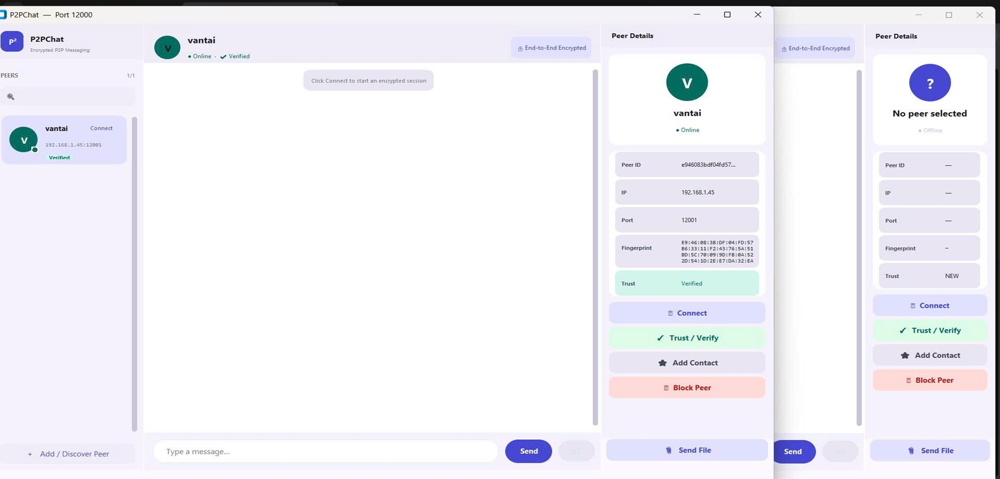 P2PChat — Port 12000
P²
P2PChat
Encrypted P2P Messaging
PEERS 1/1
V
vantai Connect
192.168.1.45:12001
Verified
+ Add / Discover Peer
V
vantai
● Online · ✔ Verified
End-to-End Encrypted
Click Connect to start an encrypted session
Type a message...
Send
Peer Details
V
vantai
● Online
Peer ID e946083bdf04fd57...
IP 192.168.1.45
Port 12001
Fingerprint E9:46:08:3B:DF:04:FD:57
B6:33:11:F2:43:76:5A:51
BD:5C:70:09:9D:FB:0A:52
2D:54:1D:2E:E7:DA:32:EA
Trust Verified
Connect
✔ Trust / Verify
Add Contact
Block Peer
Send File
End-to-End Encrypted
Send
Peer Details
?
No peer selected
● Offline
Peer ID —
IP —
Port —
Fingerprint –
Trust NEW
Connect
✔ Trust / Verify
Add Contact
Block Peer
Send File